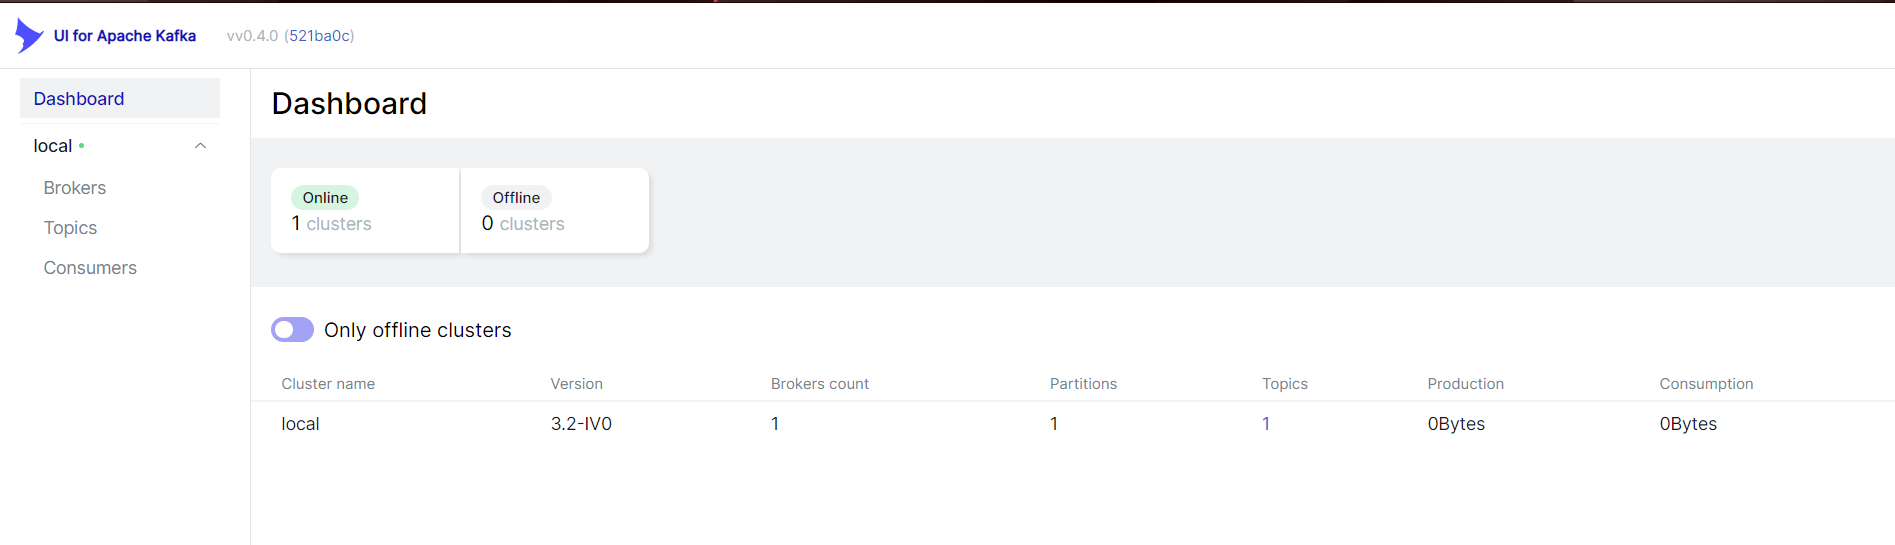 UI for Apache Kafka vv0.4.0 (521ba0c)
Dashboard
local
Brokers
Topics
Consumers
Dashboard
Online
1 clusters
Offline
0 clusters
Only offline clusters
Cluster name Version Brokers count Partitions Topics Production Consumption
local 3.2-IV0 1 1 1 0Bytes 0Bytes